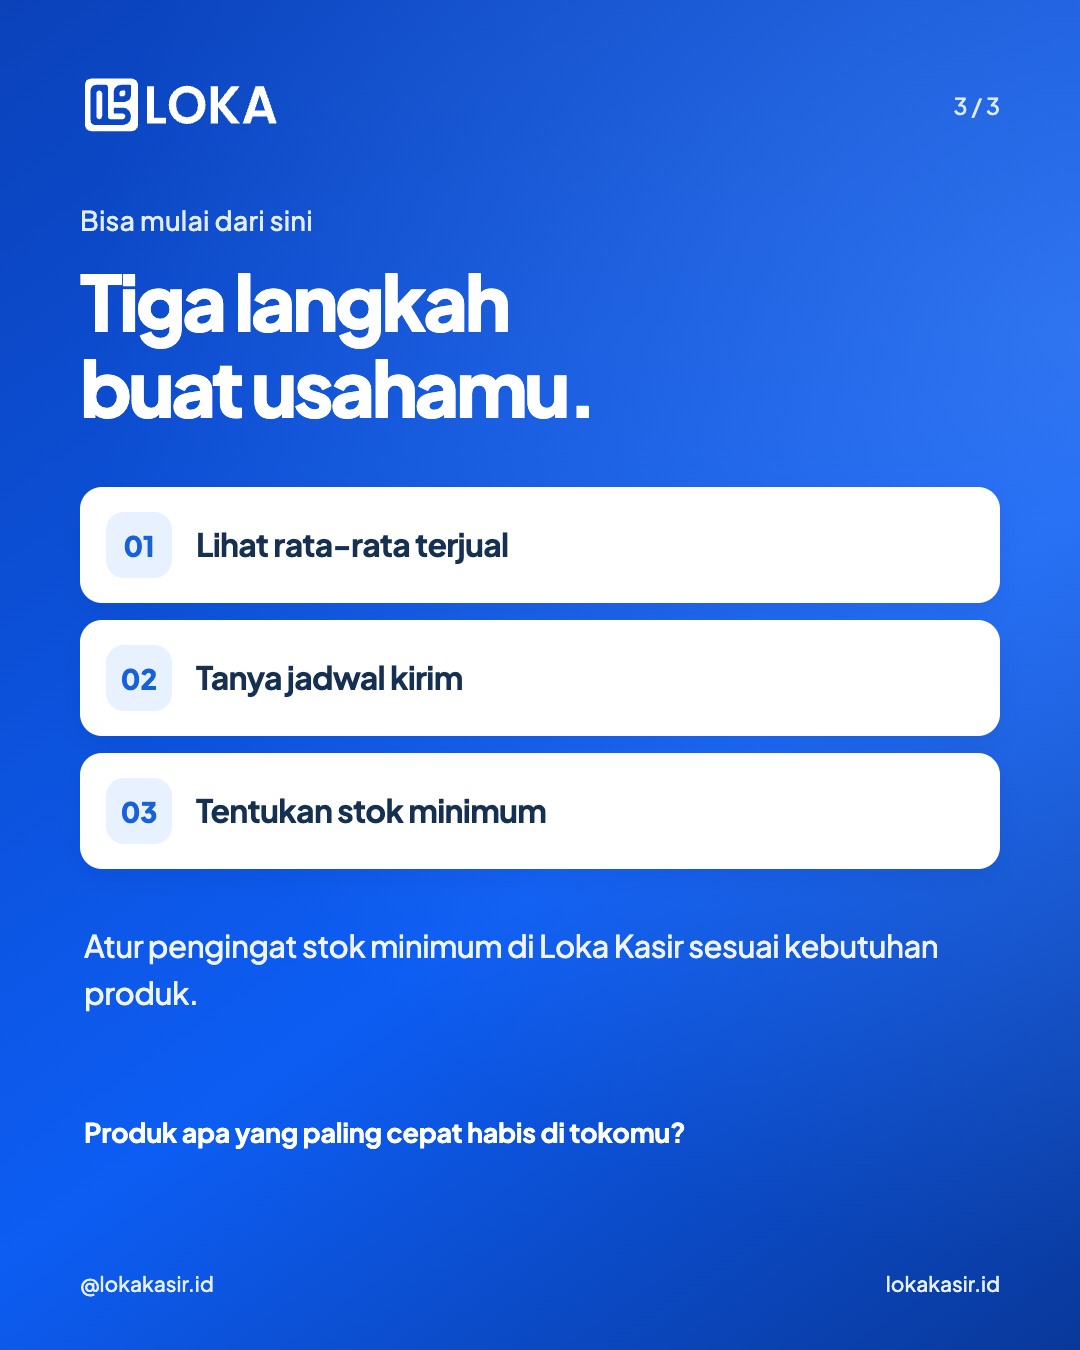 LOKA
3 / 3
Bisa mulai dari sini
Tiga langkah
buat usahamu.
01 Lihat rata-rata terjual
02 Tanya jadwal kirim
03 Tentukan stok minimum
Atur pengingat stok minimum di Loka Kasir sesuai kebutuhan
produk.
Produk apa yang paling cepat habis di tokomu?
@lokakasir.id
lokakasir.id